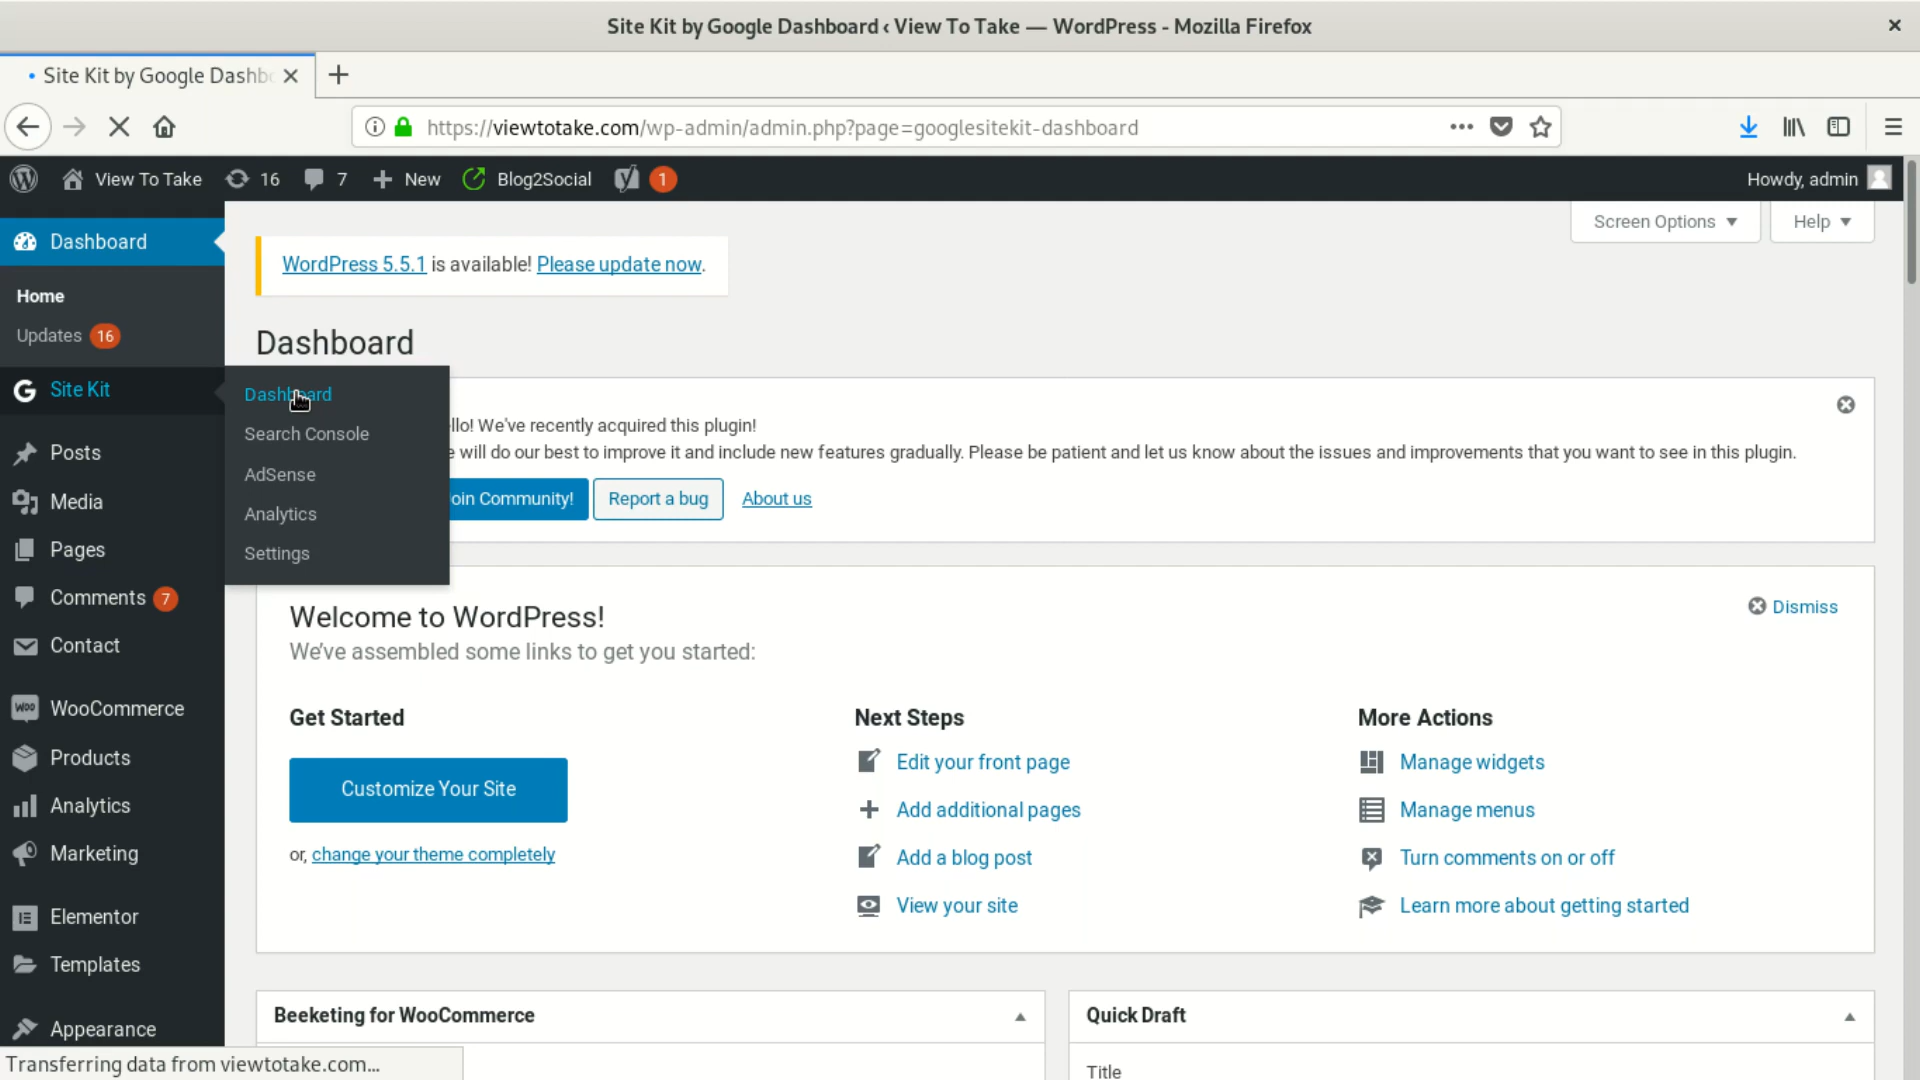 Site Kit by Google Dashboard ‹ View To Take — WordPress - Mozilla Firefox
Site Kit by Google Dashbo
https://viewtotake.com/wp-admin/admin.php?page=googlesitekit-dashboard
View To Take 16 7 New Blog2Social 1 Howdy, admin
Screen Options Help
Dashboard
Home
Updates 16
Site Kit
Posts
Media
Pages
Comments 7
Contact
WooCommerce
Products
Analytics
Marketing
Elementor
Templates
Appearance
Dashboard
Search Console
AdSense
Analytics
Settings
WordPress 5.5.1 is available! Please update now.
Dashboard
llo! We've recently acquired this plugin!
e will do our best to improve it and include new features gradually. Please be patient and let us know about the issues and improvements that you want to see in this plugin.
oin Community! Report a bug About us
Welcome to WordPress!
We've assembled some links to get you started:
Dismiss
Get Started
Customize Your Site
or, change your theme completely
Next Steps
Edit your front page
Add additional pages
Add a blog post
View your site
More Actions
Manage widgets
Manage menus
Turn comments on or off
Learn more about getting started
Beeketing for WooCommerce
Quick Draft
Title
Transferring data from viewtotake.com...